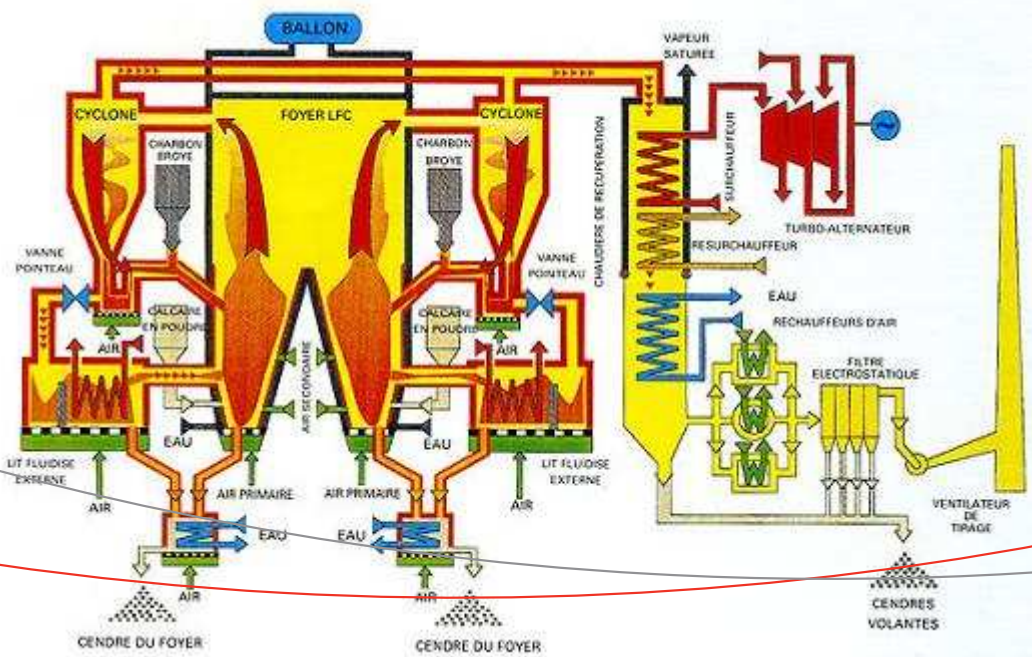 BALLON
VAPEUR
SATUREE
CYCLONE
FOYER LFC
CYCLONE
CHARBON
BROYE
CHARBON
BROYE
CHAUDIERE DE RECUPERATION
SURCHAUFFEUR
TURBO-ALTERNATEUR
RESURCHAUFFEUR
VANNE
POINTEAU
VANNE
POINTEAU
EAU
CALCAIRE
EN POUDRE
CALCAIRE
EN POUDRE
RECHAUFFEURS D'AIR
AIR
AIR
FILTRE
ELECTROSTATIQUE
AIR SECONDAIRE
EAU
EAU
LIT FLUIDISE
EXTERNE
LIT FLUIDISE
EXTERNE
AIR PRIMAIRE
AIR PRIMAIRE
AIR
AIR
VENTILATEUR
DE
TIRAGE
EAU
EAU
AIR
AIR
CENDRES
VOLANTES
CENDRE DU FOYER
CENDRE DU FOYER